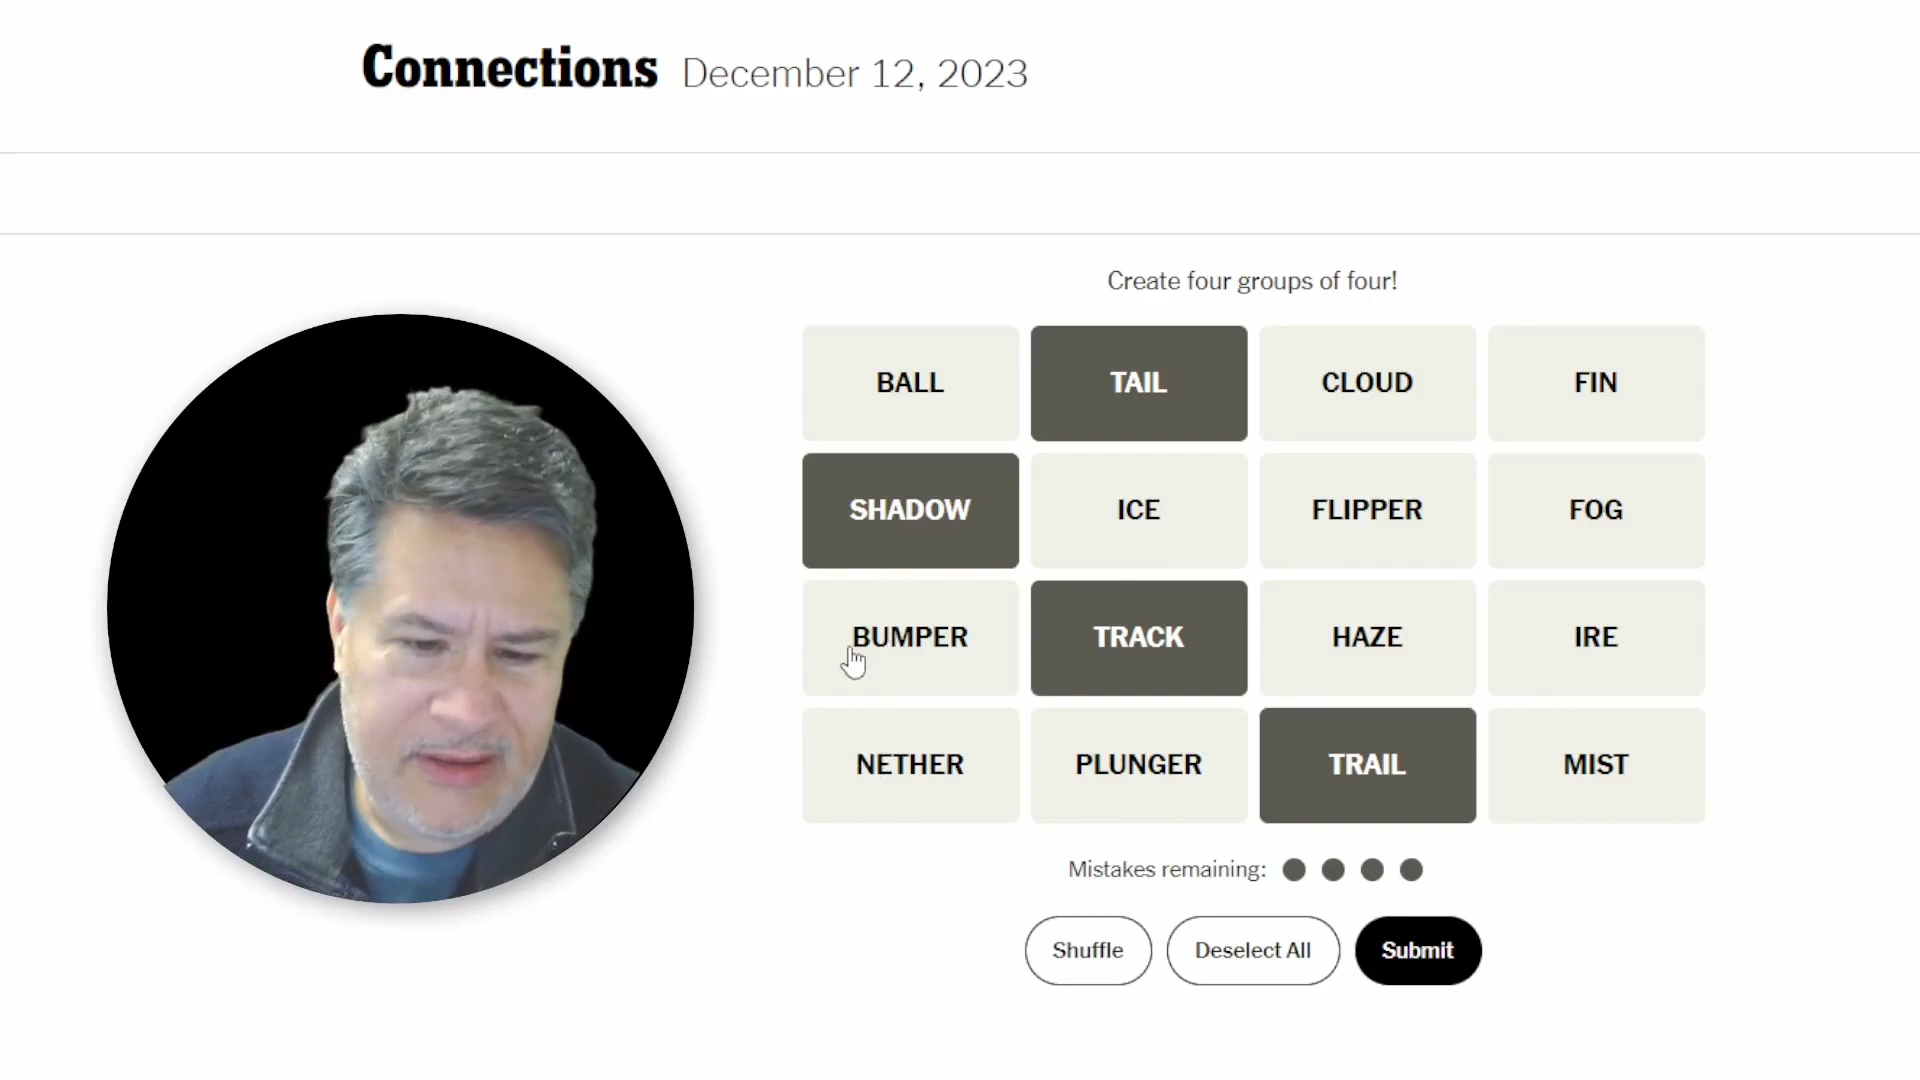 Connections December 12, 2023
Create four groups of four!
BALL TAIL CLOUD FIN
SHADOW ICE FLIPPER FOG
BUMPER TRACK HAZE IRE
NETHER PLUNGER TRAIL MIST
Mistakes remaining:
Shuffle Deselect All Submit